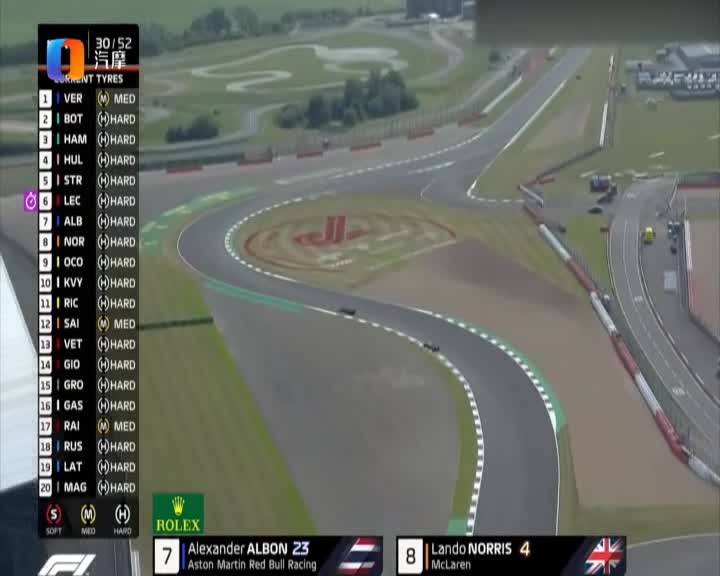 30/52
汽摩
CURRENT TYRES
1 VER M MED
2 BOT H HARD
3 HAM H HARD
4 HUL H HARD
5 STR H HARD
6 LEC H HARD
7 ALB H HARD
8 NOR H HARD
9 OCO H HARD
10 KVY H HARD
11 RIC H HARD
12 SAI M MED
13 VET H HARD
14 GIO H HARD
15 GRO H HARD
16 GAS H HARD
17 RAI M MED
18 RUS H HARD
19 LAT H HARD
20 MAG H HARD
S M H
SOFT MED HARD
ROLEX
F1
7 Alexander ALBON 23
Aston Martin Red Bull Racing
8 Lando NORRIS 4
McLaren